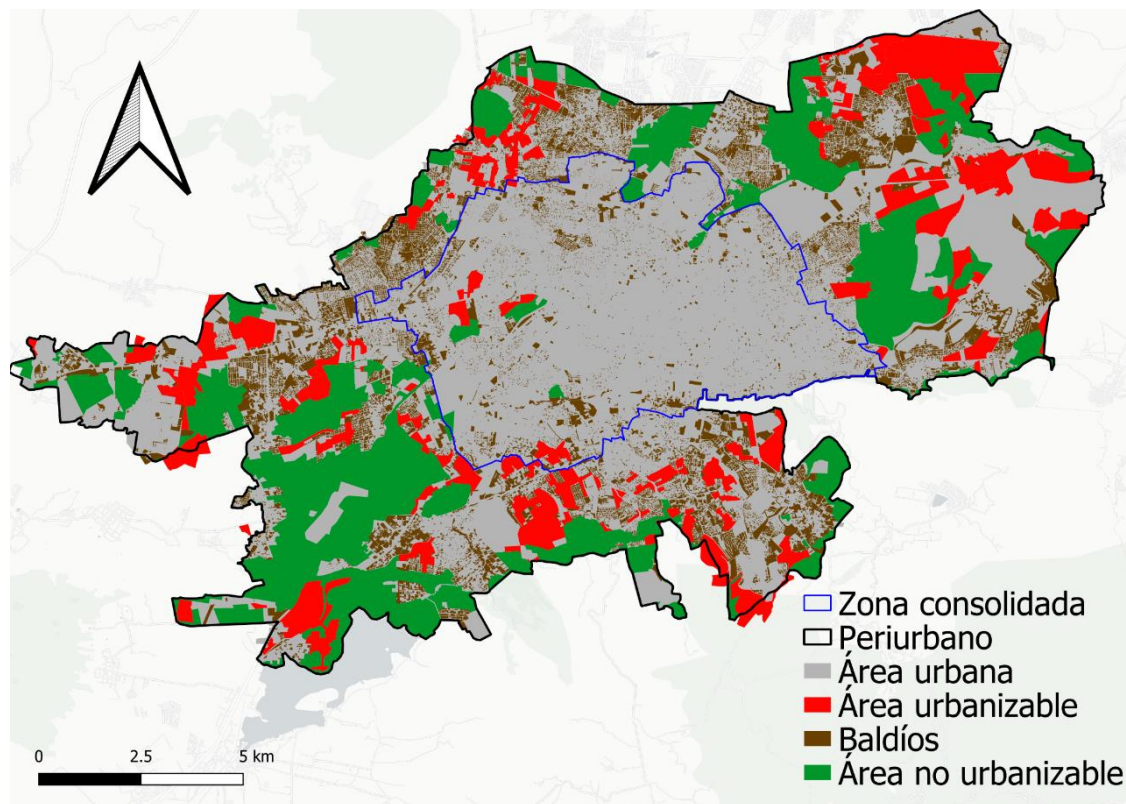 Zona consolidada
Periurbano
Área urbana
Área urbanizable
Baldíos
Área no urbanizable
0 2.5 5 km